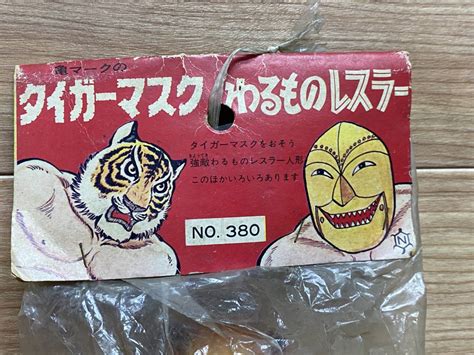 亀マークの
タイガーマスク わるものレスラー
タイガーマスクをおそう
強敵わるものレスラー人形
このほかいろいろあります
NO. 380
N